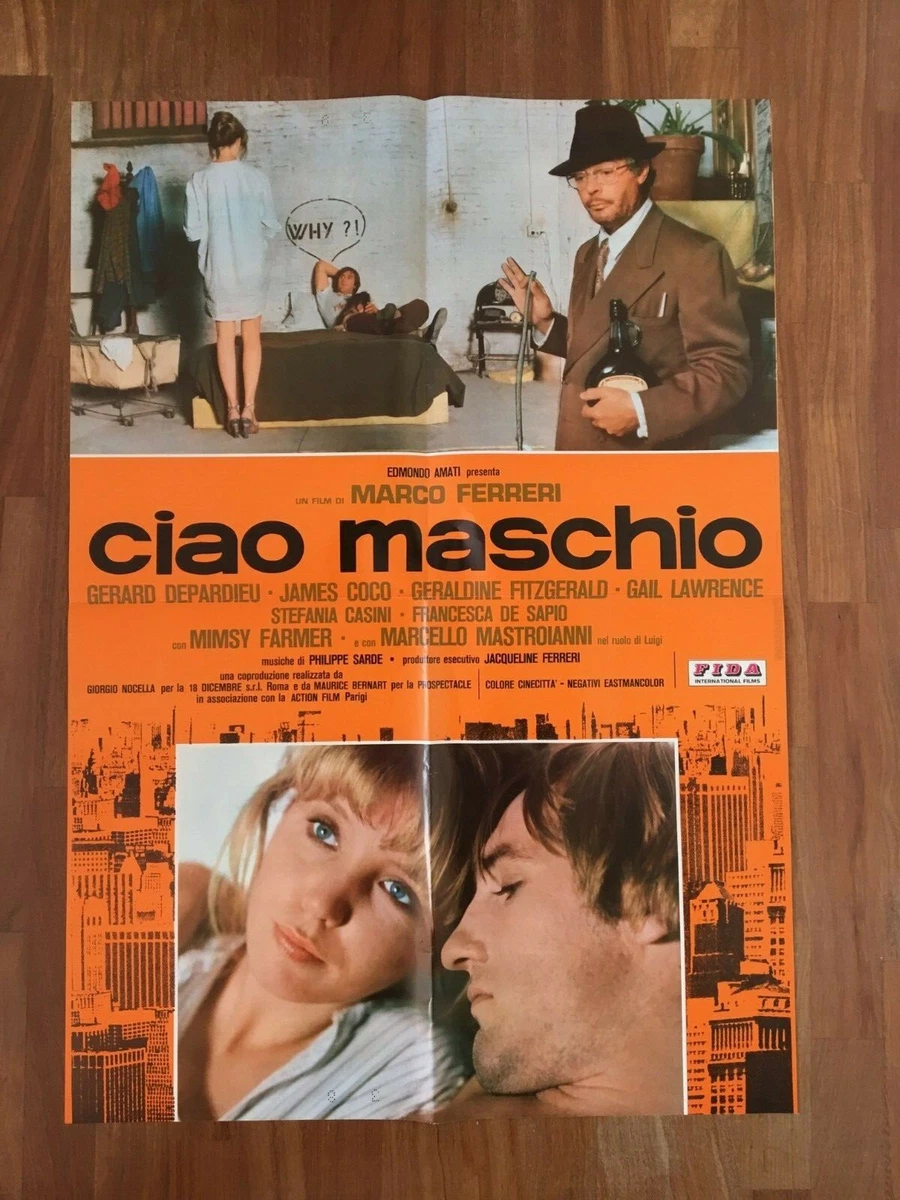 WHY ?!
EDMONDO AMATI presenta
UN FILM DI MARCO FERRERI
ciao maschio
GERARD DEPARDIEU · JAMES COCO · GERALDINE FITZGERALD · GAIL LAWRENCE
STEFANIA CASINI · FRANCESCA DE SAPIO
con MIMSY FARMER · e con MARCELLO MASTROIANNI nel ruolo di Luigi
musiche di PHILIPPE SARDE · produttore esecutivo JACQUELINE FERRERI
una coproduzione realizzata da
GIORGIO NOCELLA per la 18 DICEMBRE s.r.l. Roma e da MAURICE BERNART per la PROSPECTACLE
in associazione con la ACTION FILM Parigi
COLORE CINECITTA' - NEGATIVI EASTMANCOLOR
FIDA
INTERNATIONAL FILMS